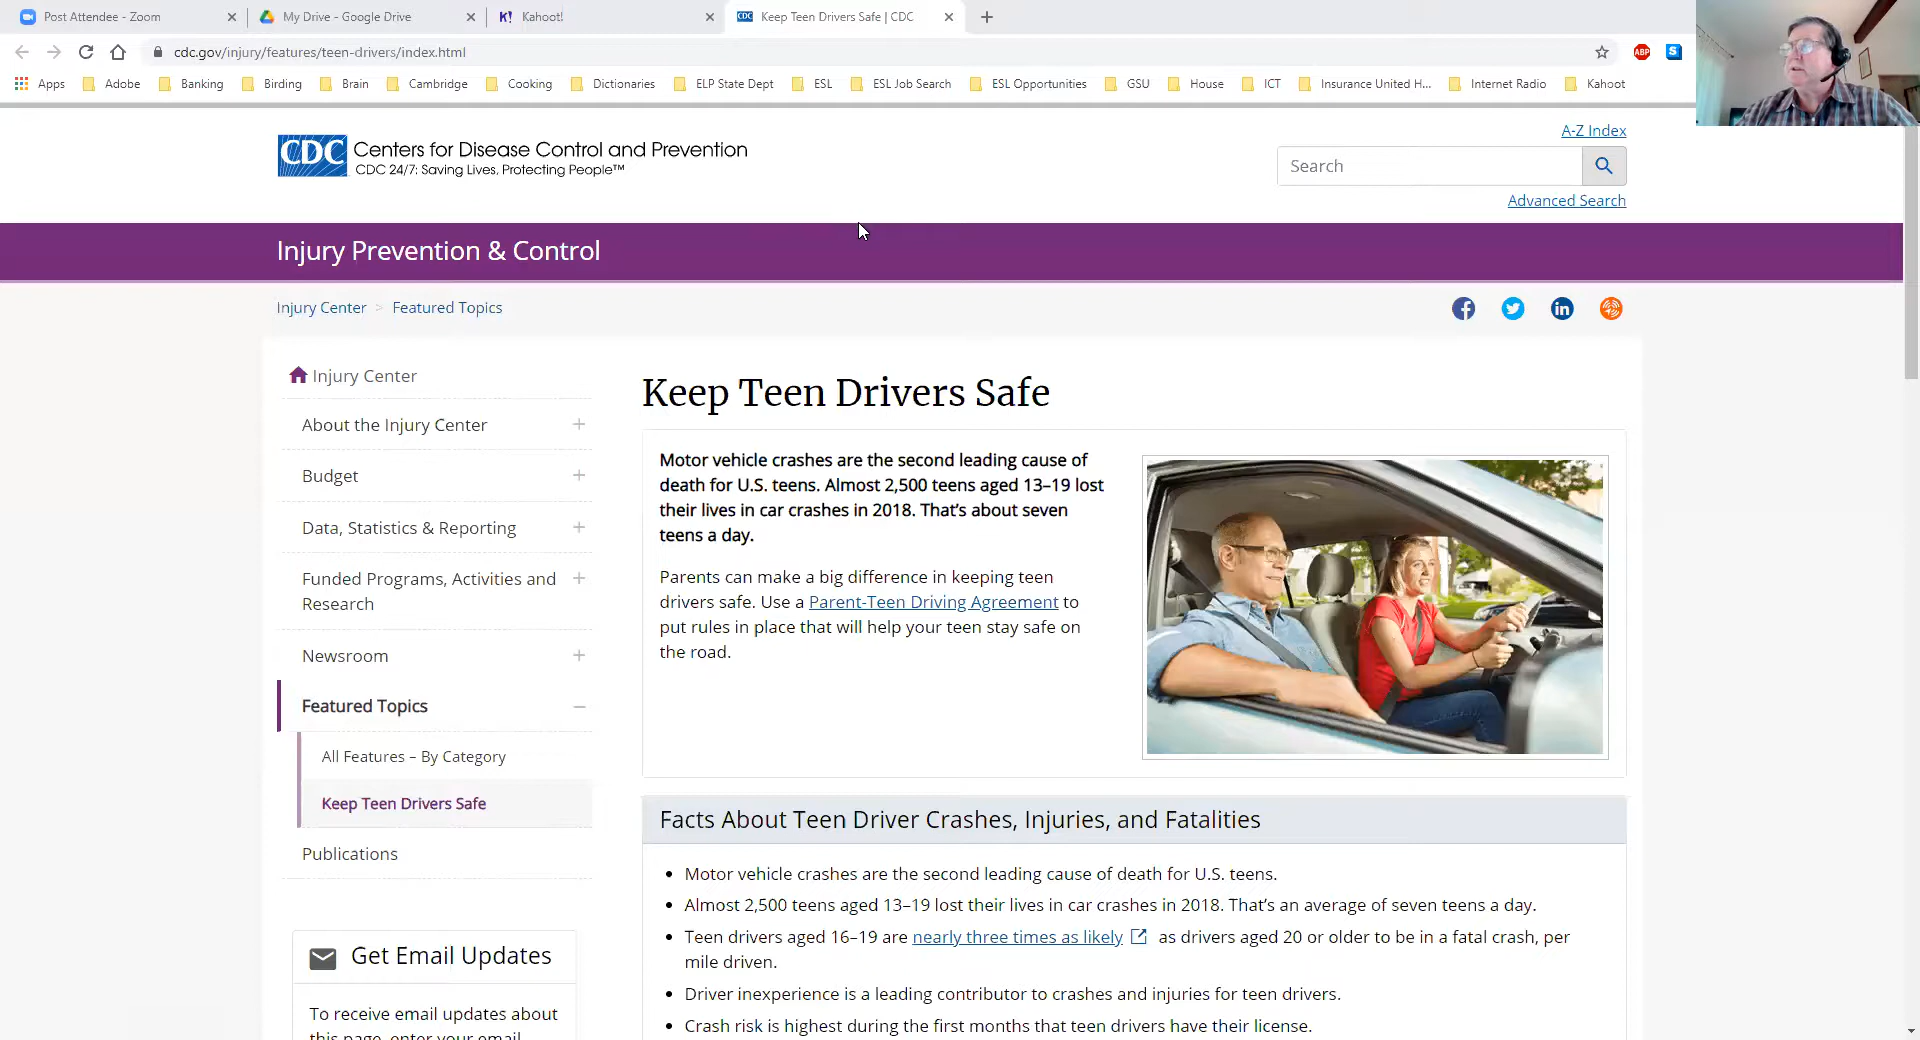 Post Attendee - Zoom
My Drive - Google Drive
Kahoot!
Keep Teen Drivers Safe | CDC
cdc.gov/injury/features/teen-drivers/index.html
ABP
S
Apps
Adobe
Banking
Birding
Brain
Cambridge
Cooking
Dictionaries
ELP State Dept
ESL
ESL Job Search
ESL Opportunities
GSU
House
ICT
Insurance United H...
Internet Radio
Kahoot
CDC Centers for Disease Control and Prevention
CDC 24/7: Saving Lives, Protecting People™
A-Z Index
Search
Advanced Search
Injury Prevention & Control
Injury Center > Featured Topics
Injury Center
About the Injury Center
Budget
Data, Statistics & Reporting
Funded Programs, Activities and
Research
Newsroom
Featured Topics
All Features – By Category
Keep Teen Drivers Safe
Publications
Get Email Updates
To receive email updates about
this page, enter your email
Keep Teen Drivers Safe
Motor vehicle crashes are the second leading cause of
death for U.S. teens. Almost 2,500 teens aged 13–19 lost
their lives in car crashes in 2018. That's about seven
teens a day.
Parents can make a big difference in keeping teen
drivers safe. Use a Parent-Teen Driving Agreement to
put rules in place that will help your teen stay safe on
the road.
Facts About Teen Driver Crashes, Injuries, and Fatalities
• Motor vehicle crashes are the second leading cause of death for U.S. teens.
• Almost 2,500 teens aged 13–19 lost their lives in car crashes in 2018. That's an average of seven teens a day.
• Teen drivers aged 16–19 are nearly three times as likely as drivers aged 20 or older to be in a fatal crash, per
mile driven.
• Driver inexperience is a leading contributor to crashes and injuries for teen drivers.
• Crash risk is highest during the first months that teen drivers have their license.